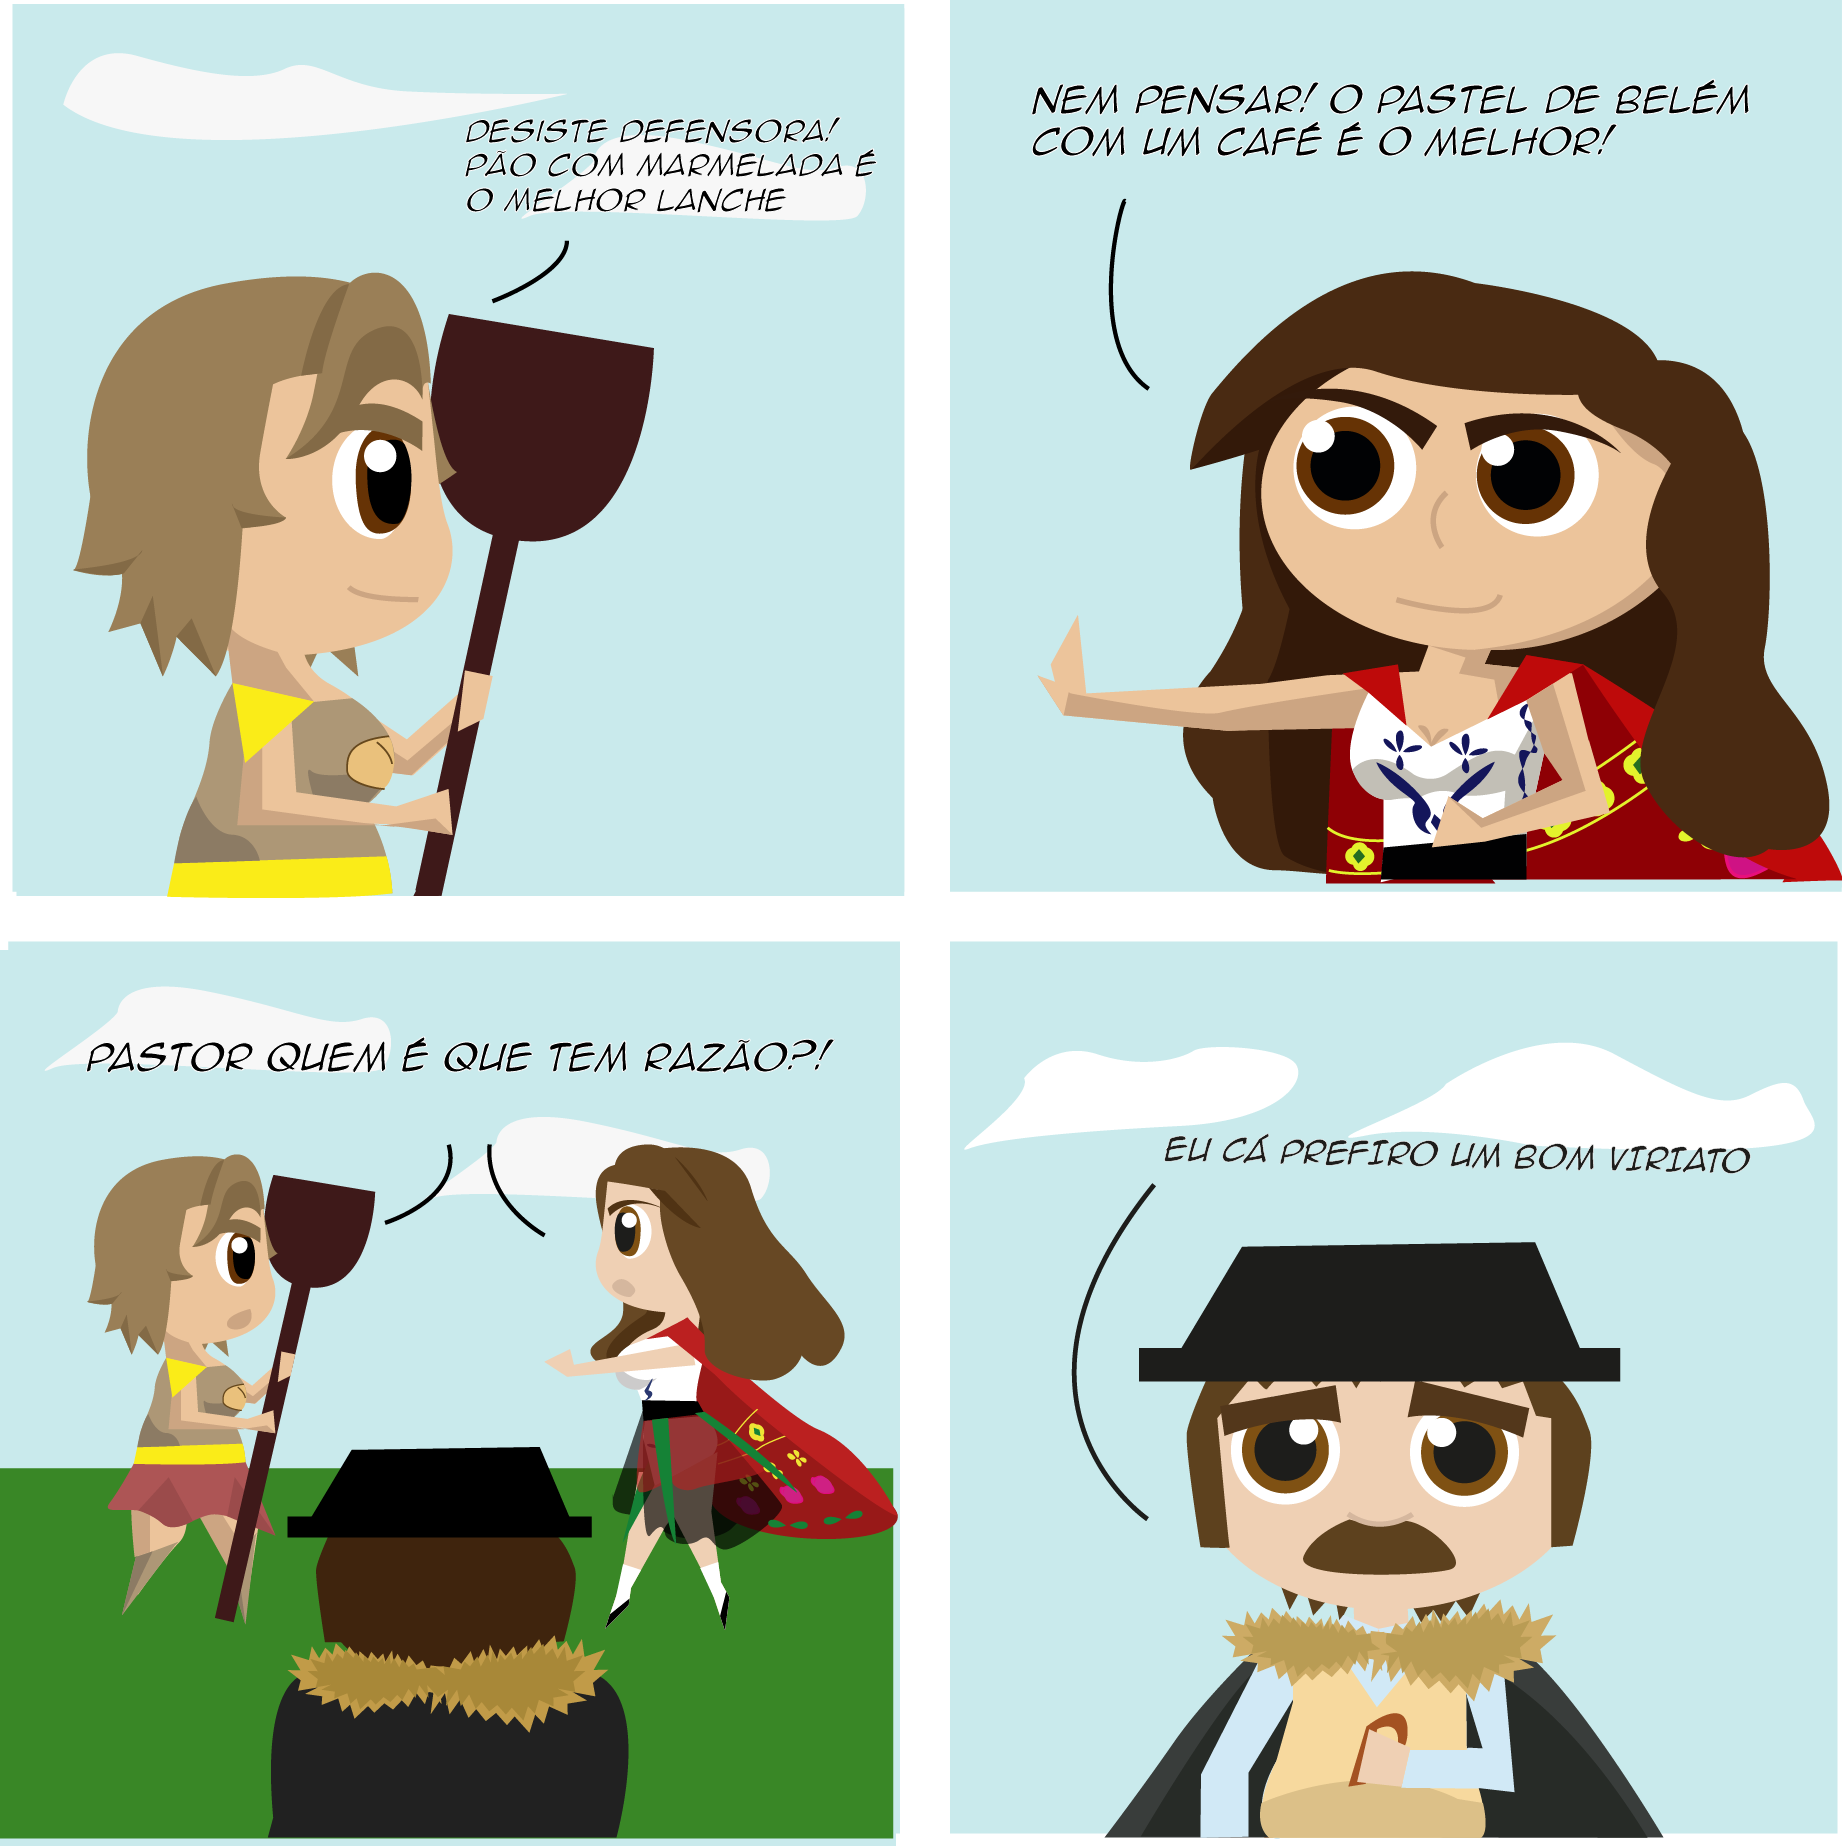 DESISTE DEFENSORA!
PÃO COM MARMELADA É
O MELHOR LANCHE
NEM PENSAR! O PASTEL DE BELÉM
COM UM CAFÉ É O MELHOR!
PASTOR QUEM É QUE TEM RAZÃO?!
EU CÁ PREFIRO UM BOM VIRIATO